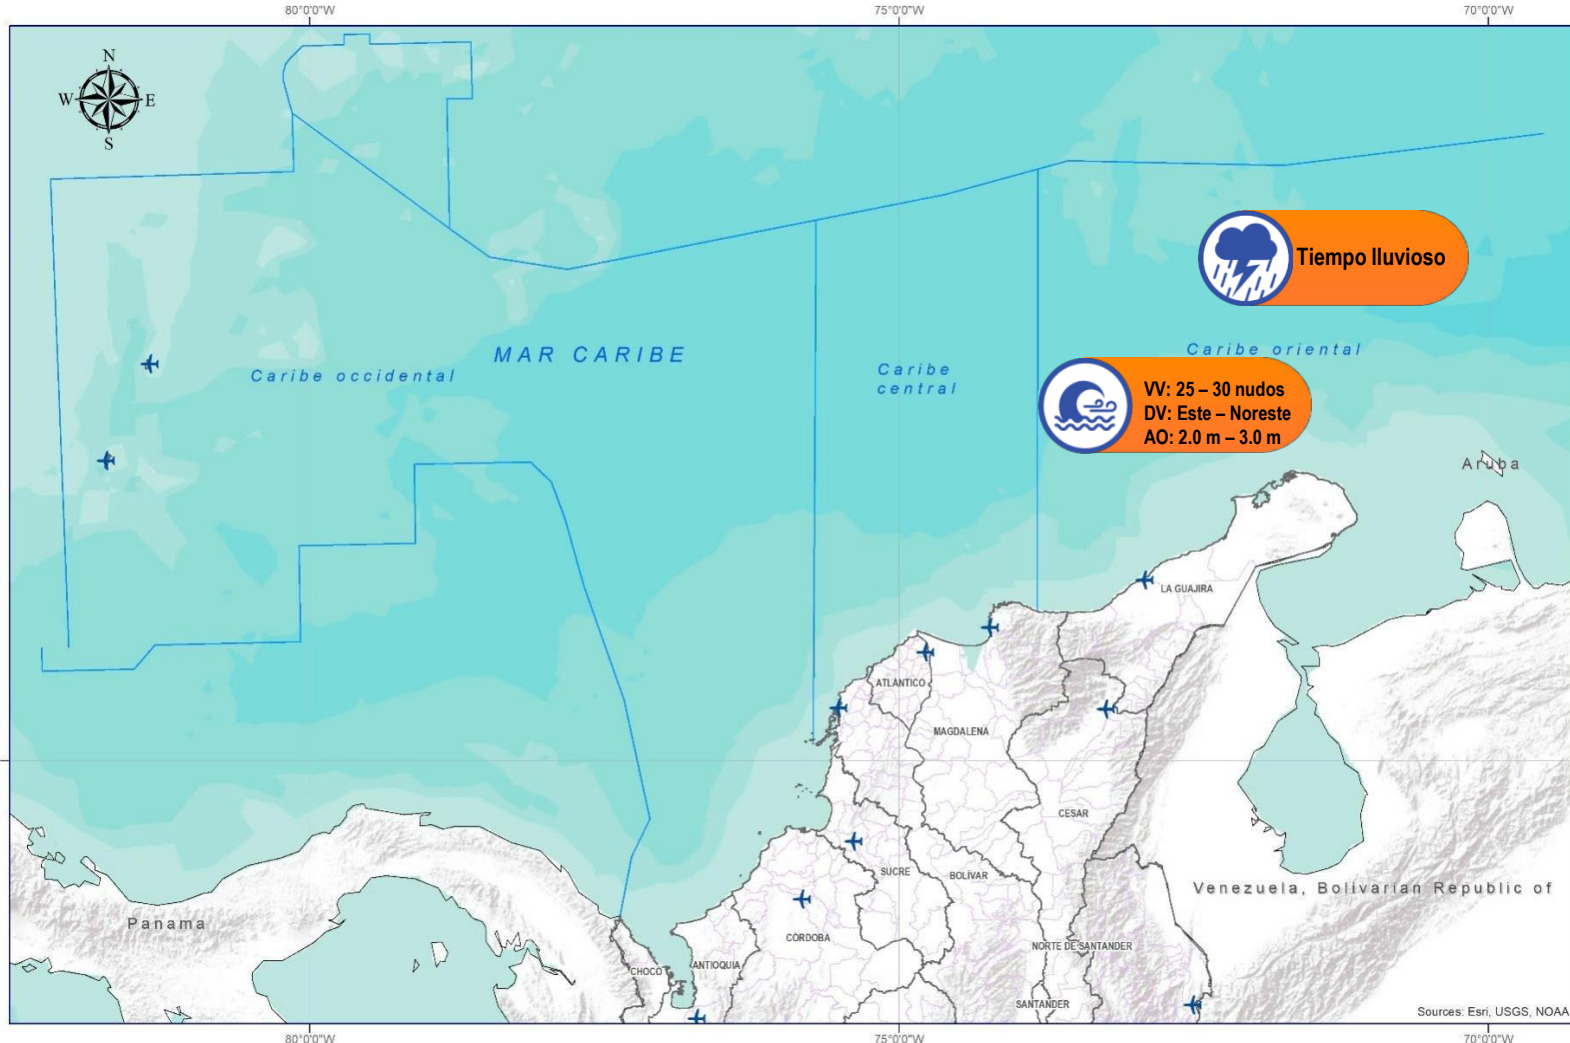 80°0'0"W
75°0'0"W
70°0'0"W
N
W
E
S
Tiempo lluvioso
MAR CARIBE
Caribe oriental
Caribe occidental
Caribe
central
VV: 25 – 30 nudos
DV: Este – Noreste
AO: 2.0 m – 3.0 m
Aruba
LA GUAJIRA
ATLÁNTICO
MAGDALENA
CESAR
SUCRE
BOLÍVAR
Venezuela, Bolivarian Republic of
Panama
CÓRDOBA
NORTE DE SANTANDER
CHOCO
ANTIOQUIA
SANTANDER
Sources: Esri, USGS, NOAA
80°0'0"W
75°0'0"W
70°0'0"W